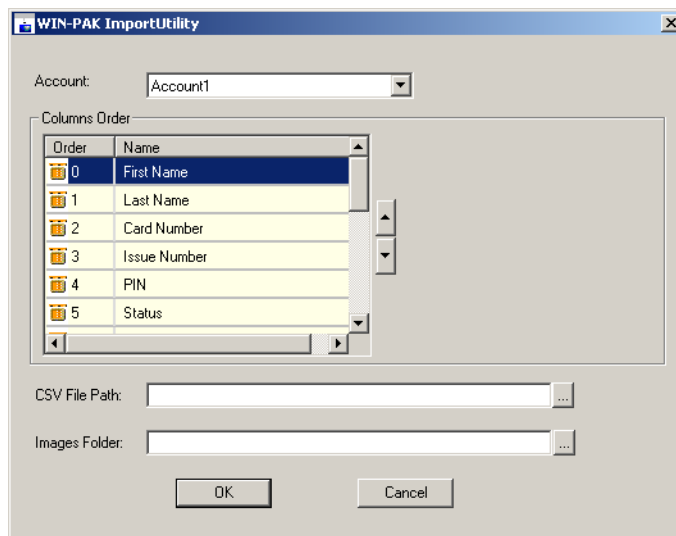 WIN-PAK ImportUtility
Account: Account1
Columns Order
Order Name
0 First Name
1 Last Name
2 Card Number
3 Issue Number
4 PIN
5 Status
CSV File Path: ...
Images Folder: ...
OK Cancel